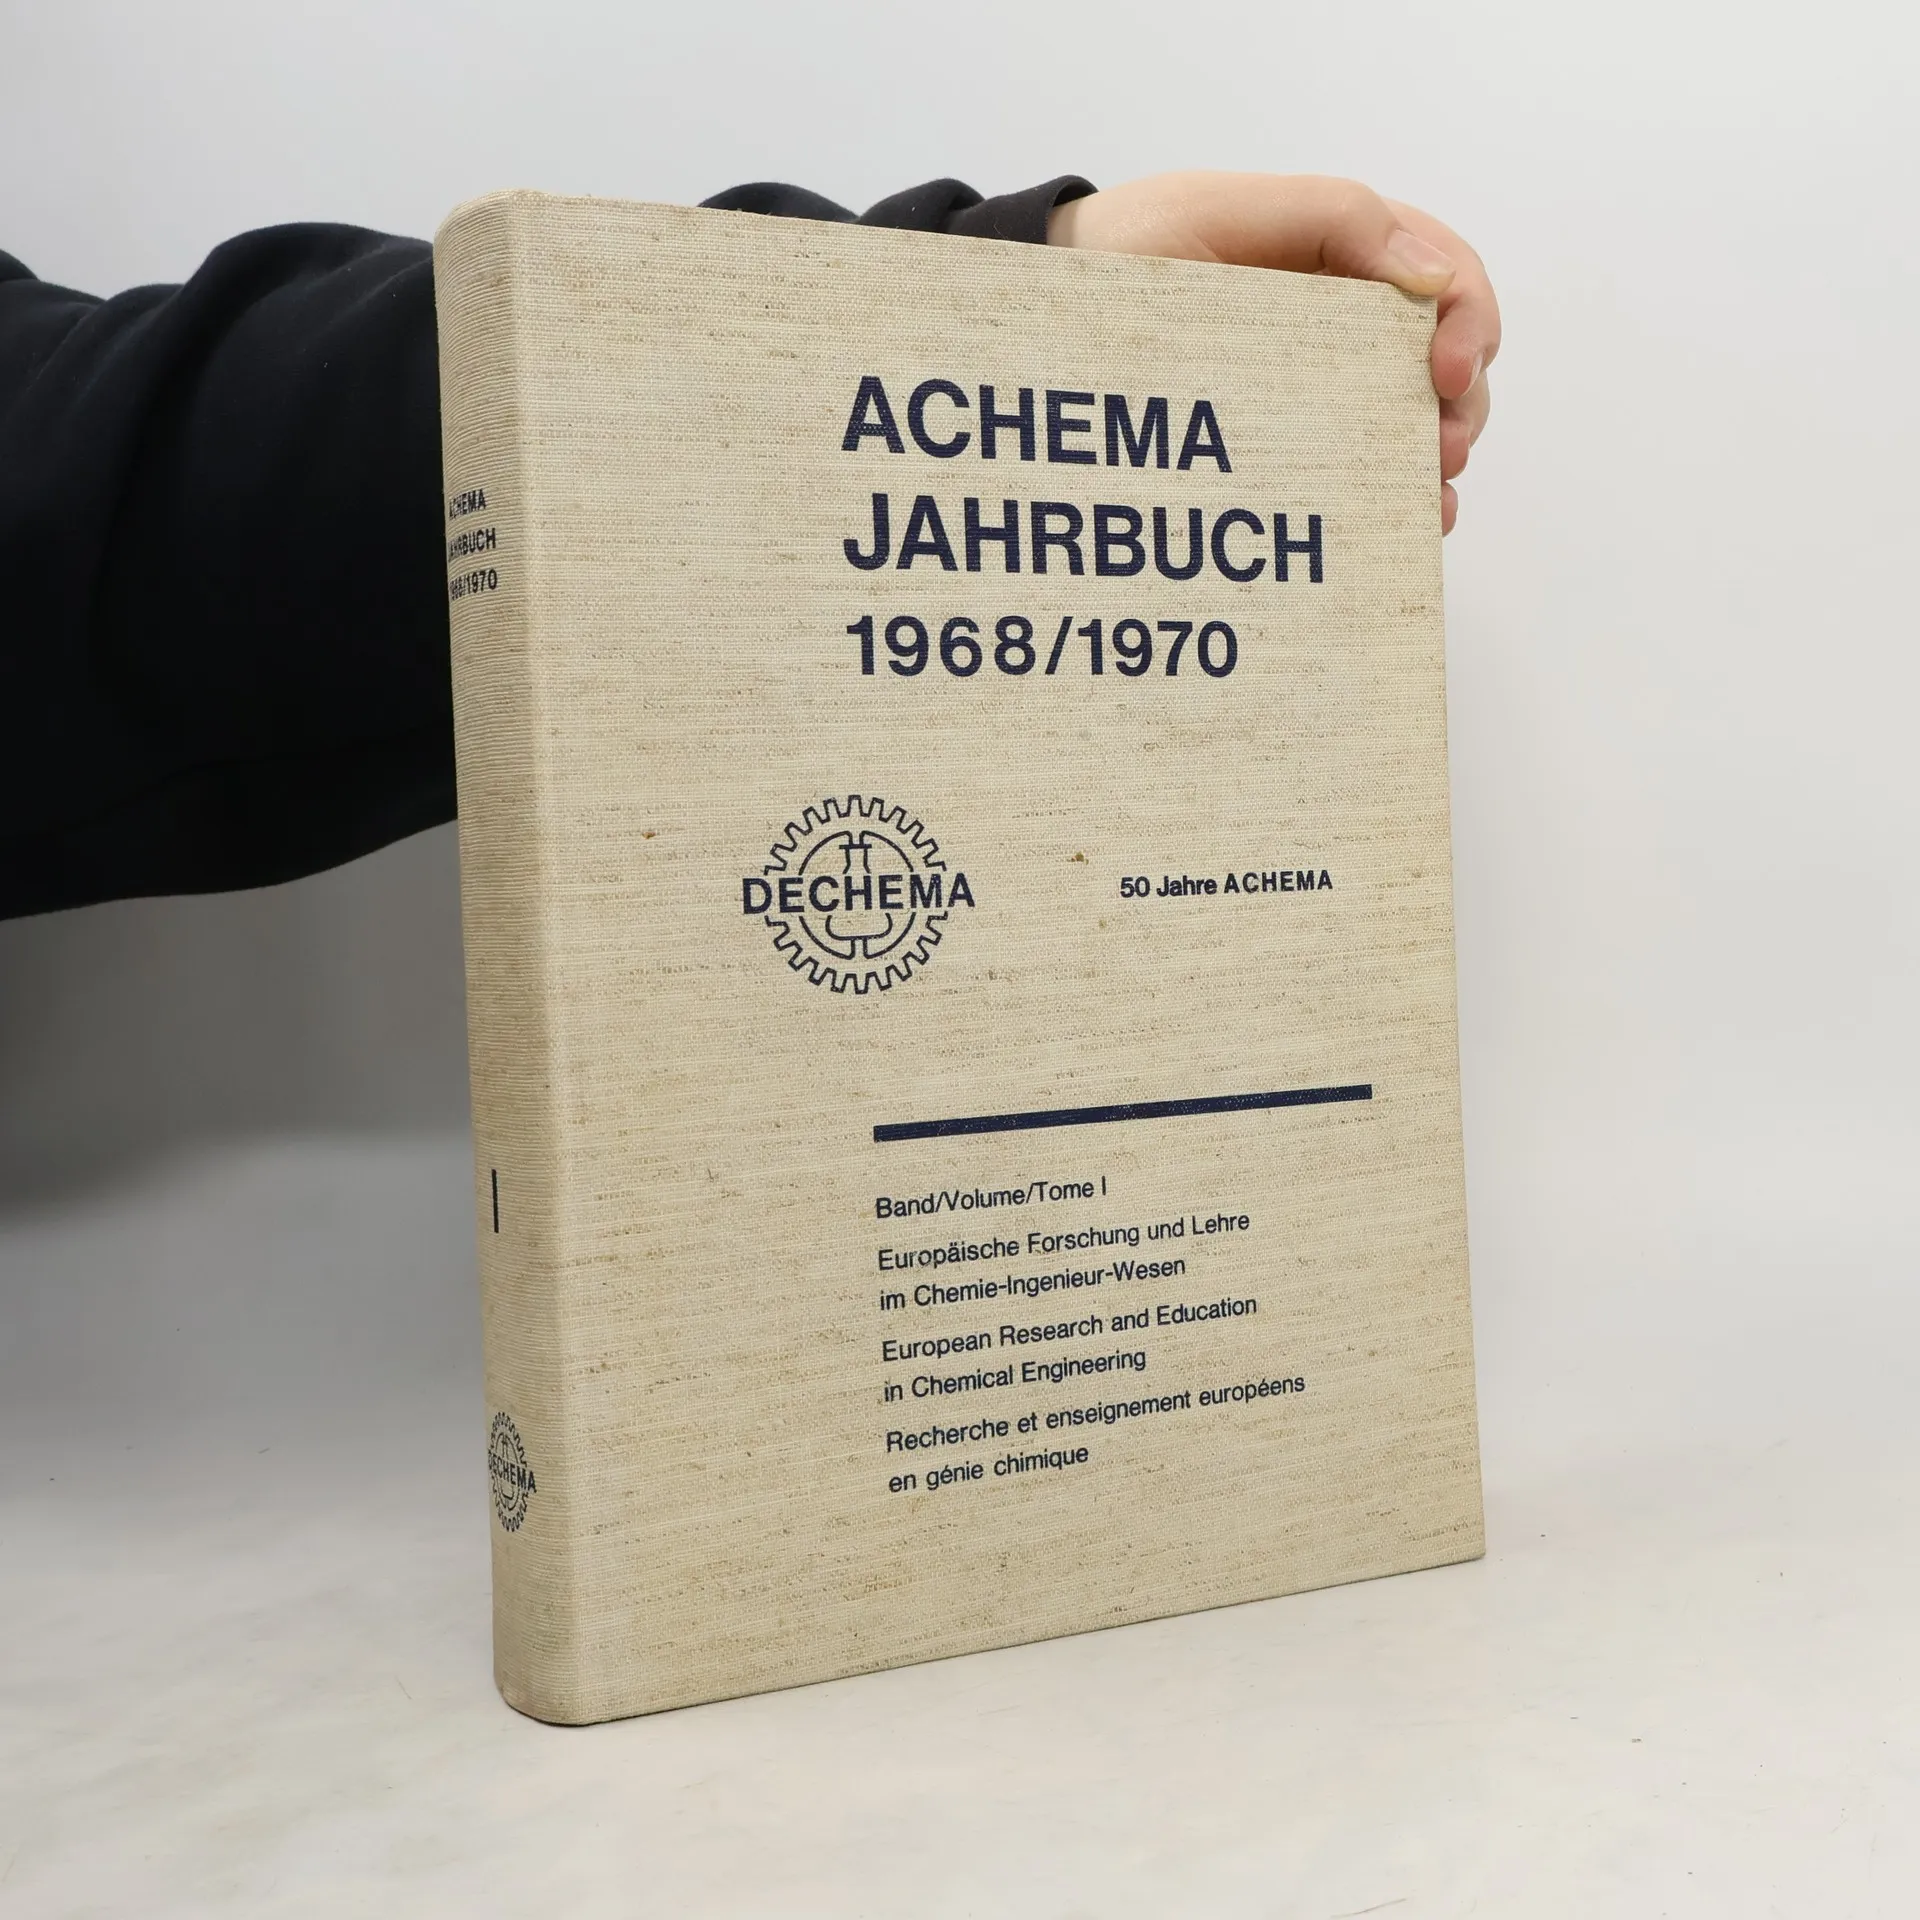 ACHEMA
JAHRBUCH
1968/1970
I
DECHEMA
ACHEMA
JAHRBUCH
1968/1970
DECHEMA
50 Jahre ACHEMA
Band/Volume/Tome I
Europäische Forschung und Lehre
im Chemie-Ingenieur-Wesen
European Research and Education
in Chemical Engineering
Recherche et enseignement européens
en génie chimique